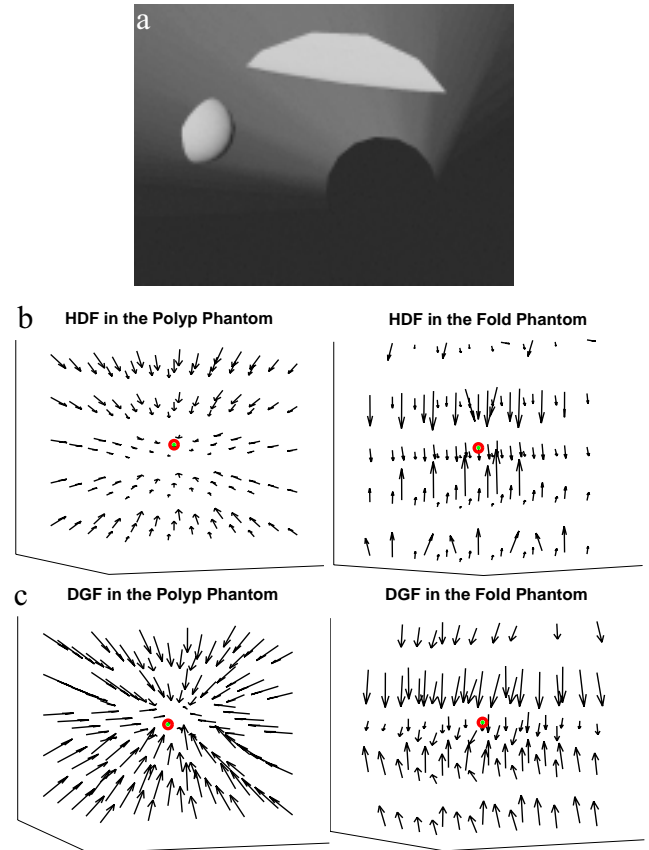 a
b
HDF in the Polyp Phantom
HDF in the Fold Phantom
c
DGF in the Polyp Phantom
DGF in the Fold Phantom